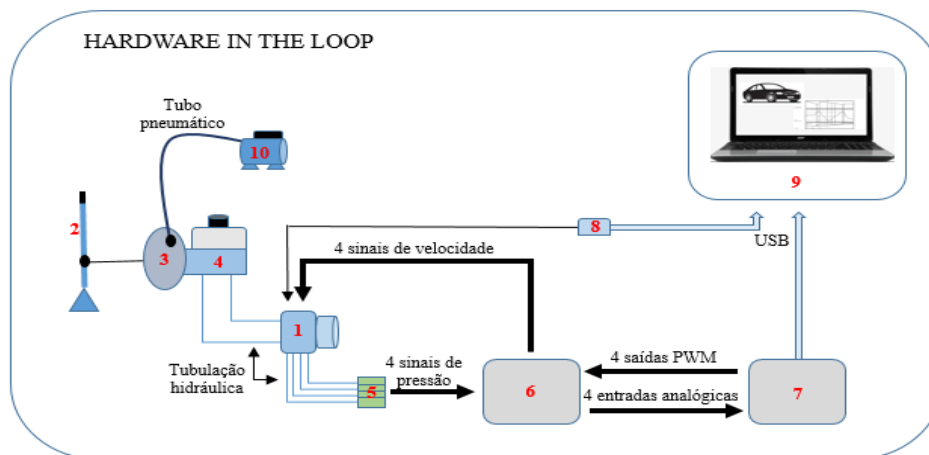 HARDWARE IN THE LOOP
Tubo
pneumático
10
9
2
3
4
8
USB
4 sinais de velocidade
1
Tubulação
hidráulica
5
4 sinais de
pressão
6
4 saídas PWM
4 entradas analógicas
7